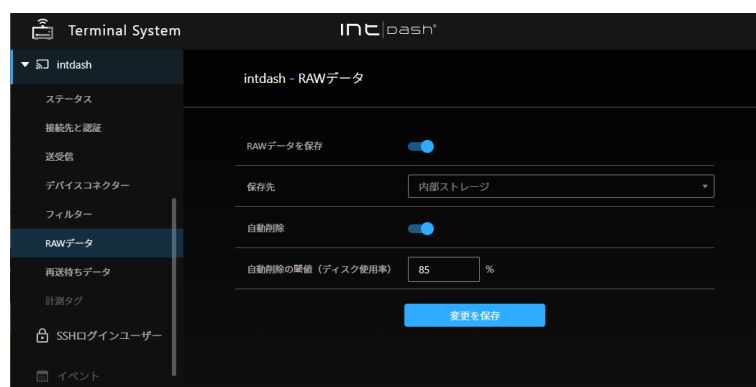 Terminal System
intdash®
intdash
intdash - RAWデータ
ステータス
接続先と認証
送受信
デバイスコネクター
フィルター
RAWデータ
再送待ちデータ
計測タグ
SSHログインユーザー
イベント
RAWデータを保存
保存先
内部ストレージ
自動削除
自動削除の閾値（ディスク使用率）
85 %
変更を保存